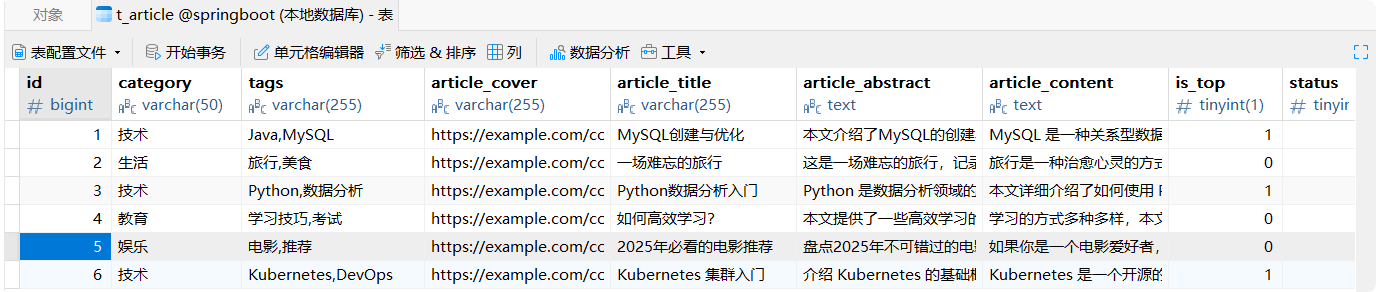 对象 t_article @springboot (本地数据库) - 表
表配置文件 开始事务 单元格编辑器 筛选 & 排序 列 数据分析 工具
id category tags article_cover article_title article_abstract article_content is_top status
# bigint ABC varchar(50) ABC varchar(255) ABC varchar(255) ABC varchar(255) ABC text ABC text # tinyint(1) # tinyin
1 技术 Java,MySQL https://example.com/cc MySQL创建与优化 本文介绍了MySQL的创建 MySQL 是一种关系型数据 1
2 生活 旅行,美食 https://example.com/cc 一场难忘的旅行 这是一场难忘的旅行，记录 旅行是一种治愈心灵的方式 0
3 技术 Python,数据分析 https://example.com/cc Python数据分析入门 Python 是数据分析领域的 本文详细介绍了如何使用 1
4 教育 学习技巧,考试 https://example.com/cc 如何高效学习? 本文提供了一些高效学习的 学习的方式多种多样，本文 0
5 娱乐 电影,推荐 https://example.com/cc 2025年必看的电影推荐 盘点2025年不可错过的电影 如果你是一个电影爱好者， 0
6 技术 Kubernetes,DevOps https://example.com/cc Kubernetes 集群入门 介绍 Kubernetes 的基础 Kubernetes 是一个开源的 1